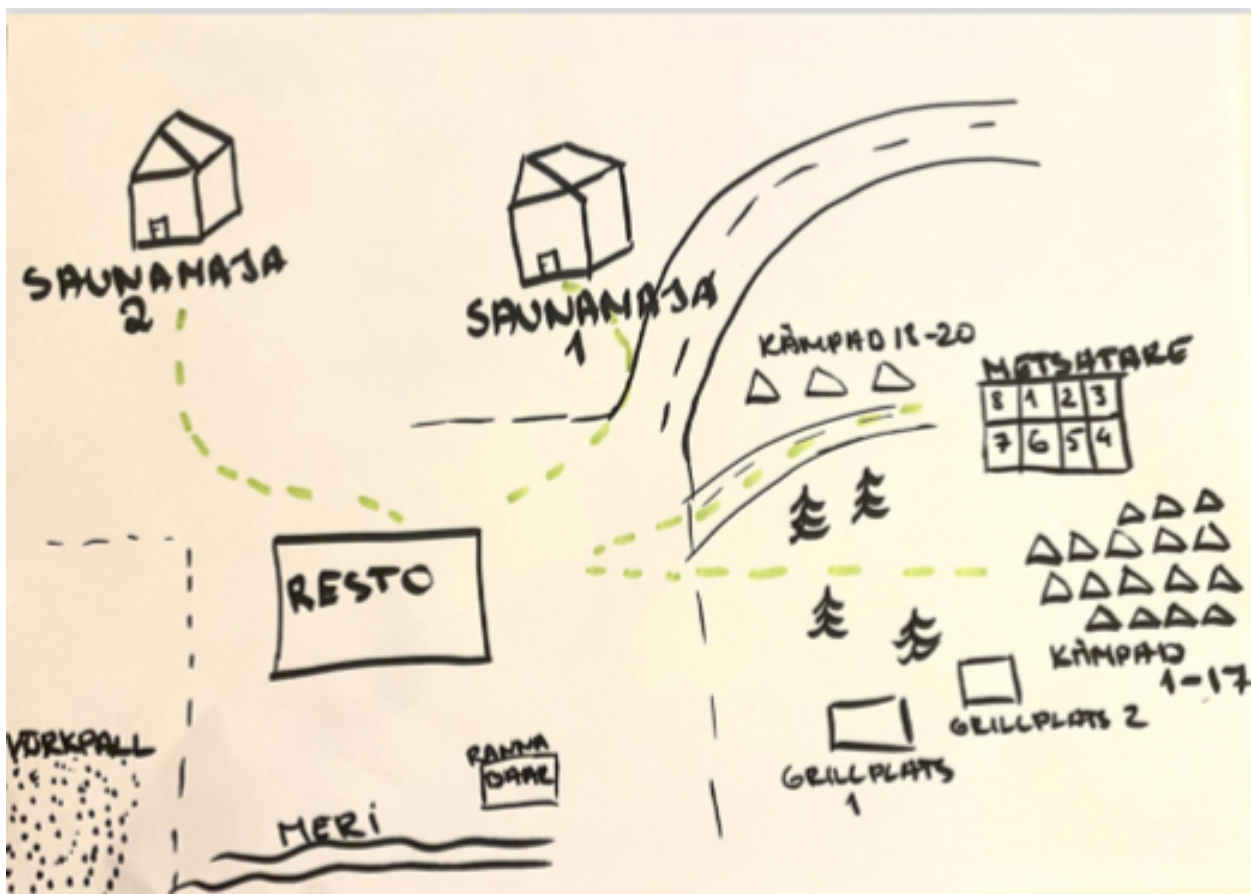 SAUNAMAJA
2
SAUNAMAJA
1
KÄMPAD 18-20
METSATARE
8 1 2 3
7 6 5 4
RESTO
KÄMPAD
1-17
GRILLPLATS 2
GRILLPLATS
1
VÕRKPALL
RANNA
BAAR
MERI